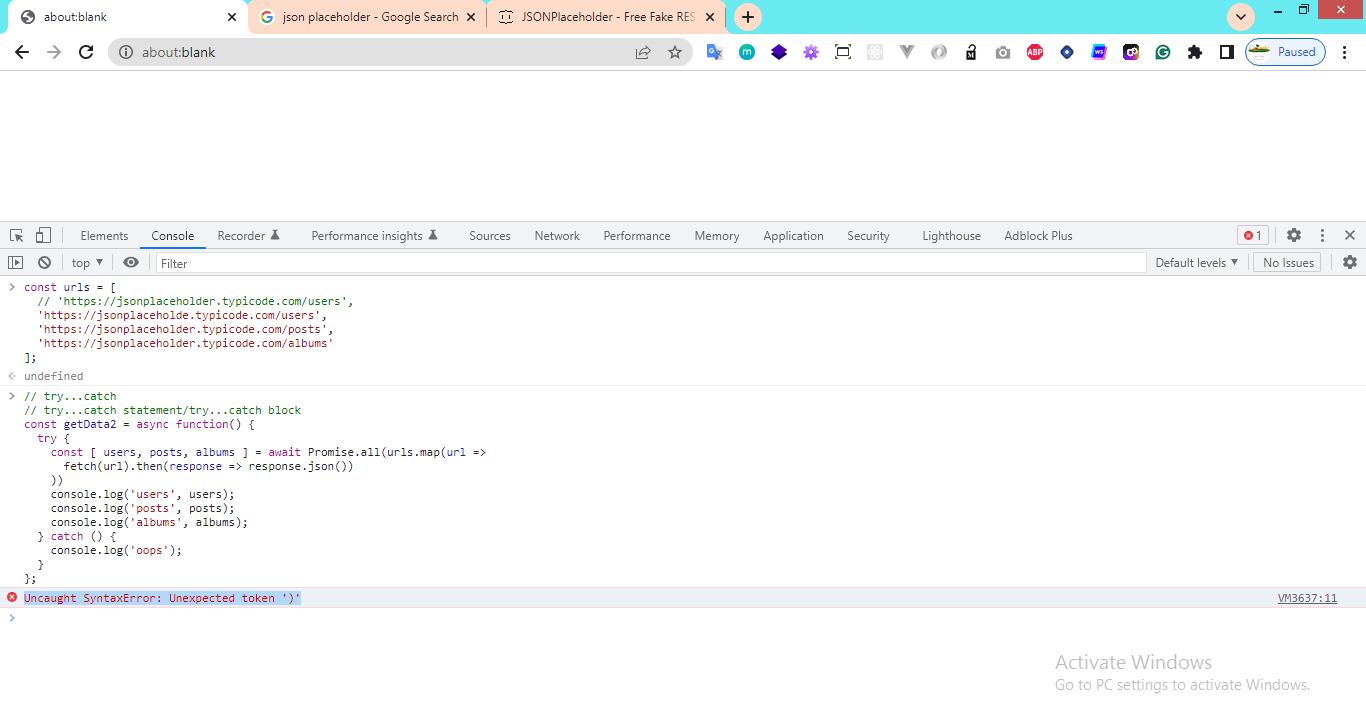 about:blank
json placeholder - Google Search
JSONPlaceholder - Free Fake RES
about:blank
Paused
Elements Console Recorder Performance insights Sources Network Performance Memory Application Security Lighthouse Adblock Plus 1
top Filter Default levels No Issues
const urls = [
// 'https://jsonplaceholder.typicode.com/users',
'https://jsonplaceholde.typicode.com/users',
'https://jsonplaceholder.typicode.com/posts',
'https://jsonplaceholder.typicode.com/albums'
];
undefined
// try...catch
// try...catch statement/try...catch block
const getData2 = async function() {
try {
const [ users, posts, albums ] = await Promise.all(urls.map(url =>
fetch(url).then(response => response.json())
))
console.log('users', users);
console.log('posts', posts);
console.log('albums', albums);
} catch () {
console.log('oops');
}
};
Uncaught SyntaxError: Unexpected token ')' VM3637:11
Activate Windows
Go to PC settings to activate Windows.